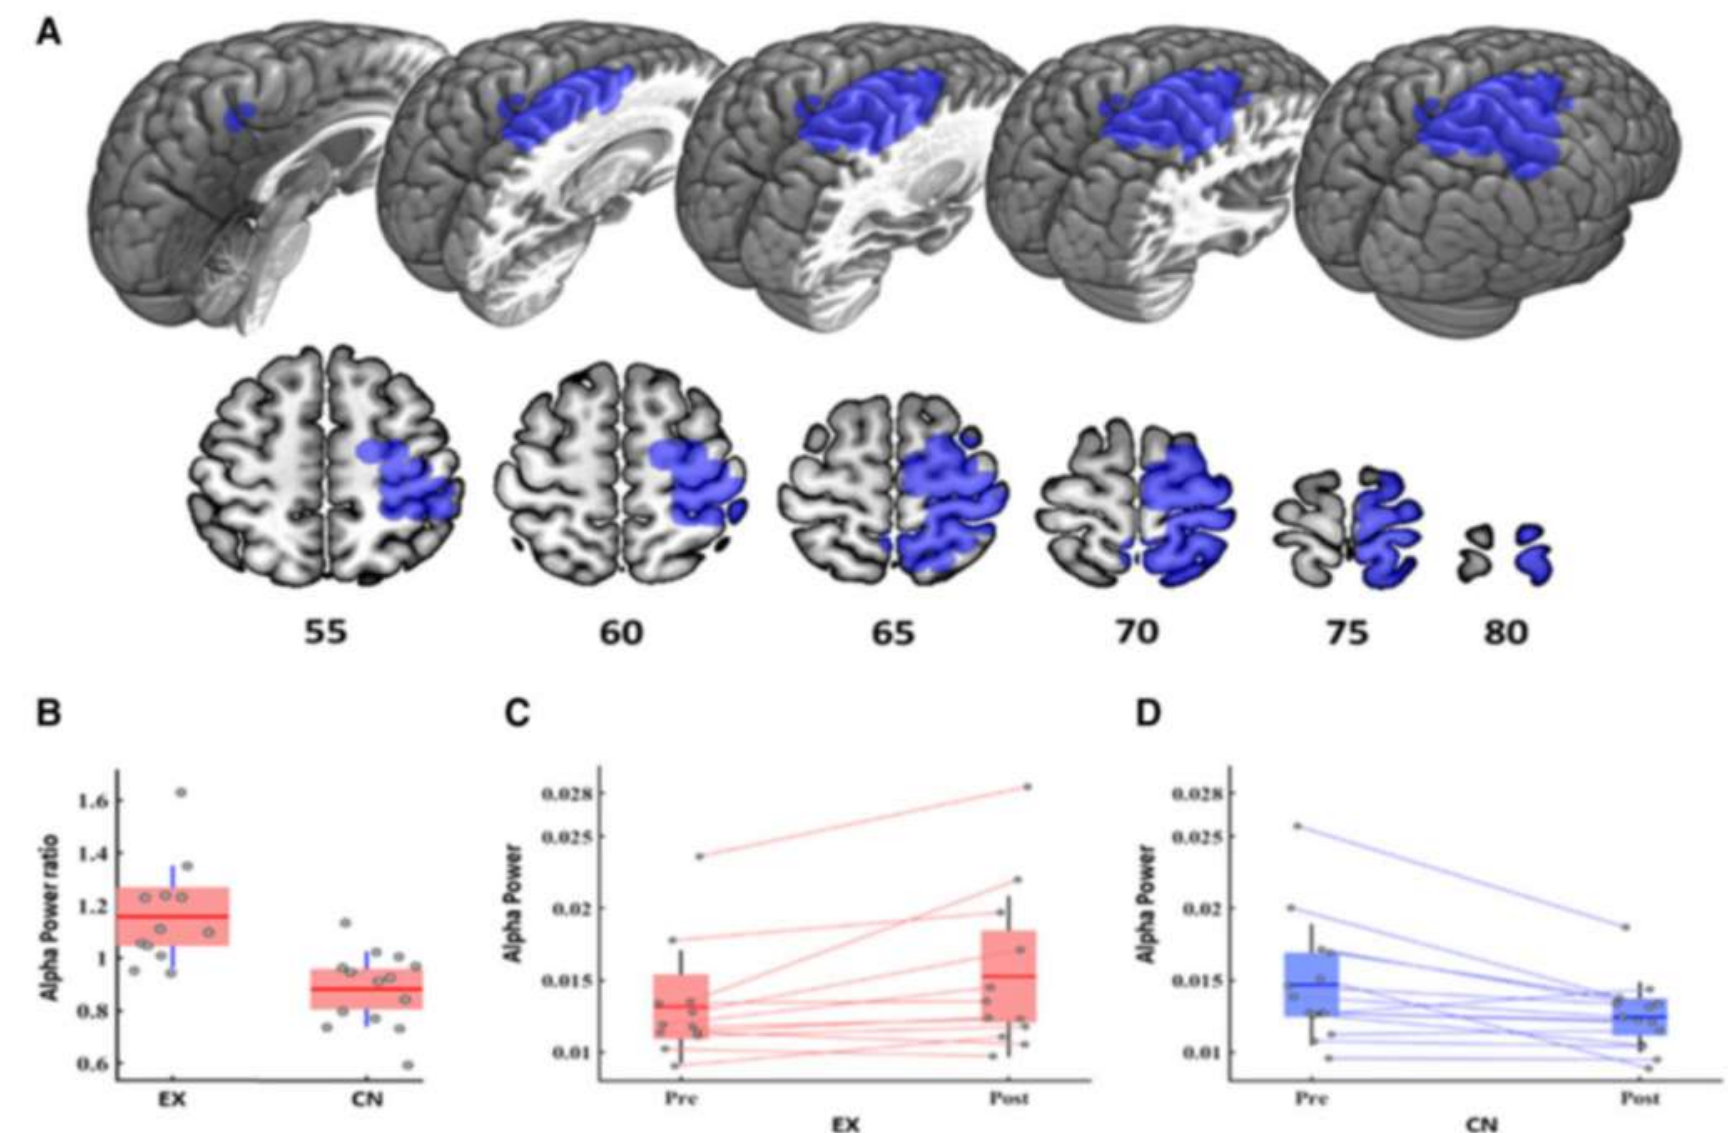 A
55 60 65 70 75 80
B
Alpha Power ratio
1.6
1.4
1.2
1
0.8
0.6
EX CN
C
Alpha Power
0.028
0.025
0.02
0.015
0.01
Pre Post
EX
D
Alpha Power
0.028
0.025
0.02
0.015
0.01
Pre Post
CN